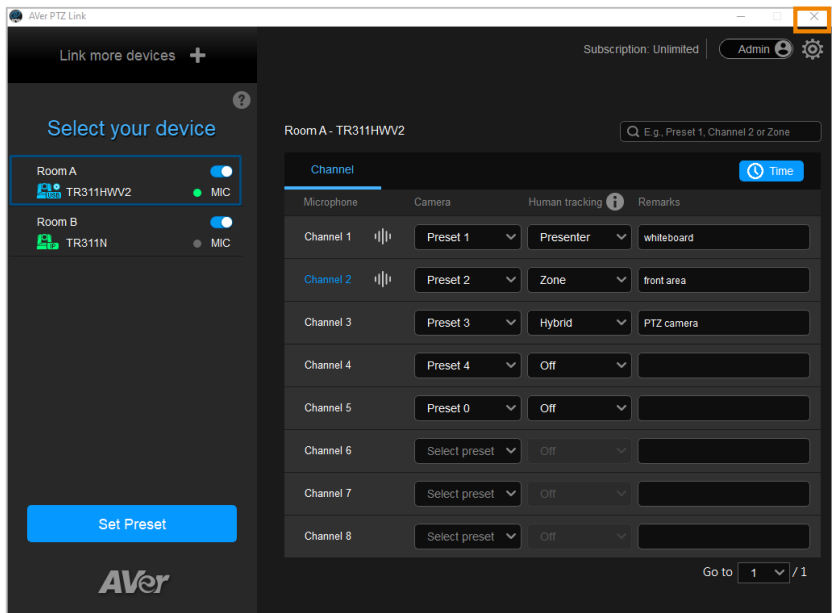 AVer PTZ Link
Link more devices +
Subscription: Unlimited
Admin
?
Select your device
Room A
TR311HWV2
MIC
USB
Room B
TR311N
MIC
IP
Set Preset
AVer
Room A - TR311HWV2
E.g., Preset 1, Channel 2 or Zone
Channel
Time
Microphone Camera Human tracking i Remarks
Channel 1 Preset 1 Presenter whiteboard
Channel 2 Preset 2 Zone front area
Channel 3 Preset 3 Hybrid PTZ camera
Channel 4 Preset 4 Off
Channel 5 Preset 0 Off
Channel 6 Select preset Off
Channel 7 Select preset Off
Channel 8 Select preset Off
Go to 1 / 1